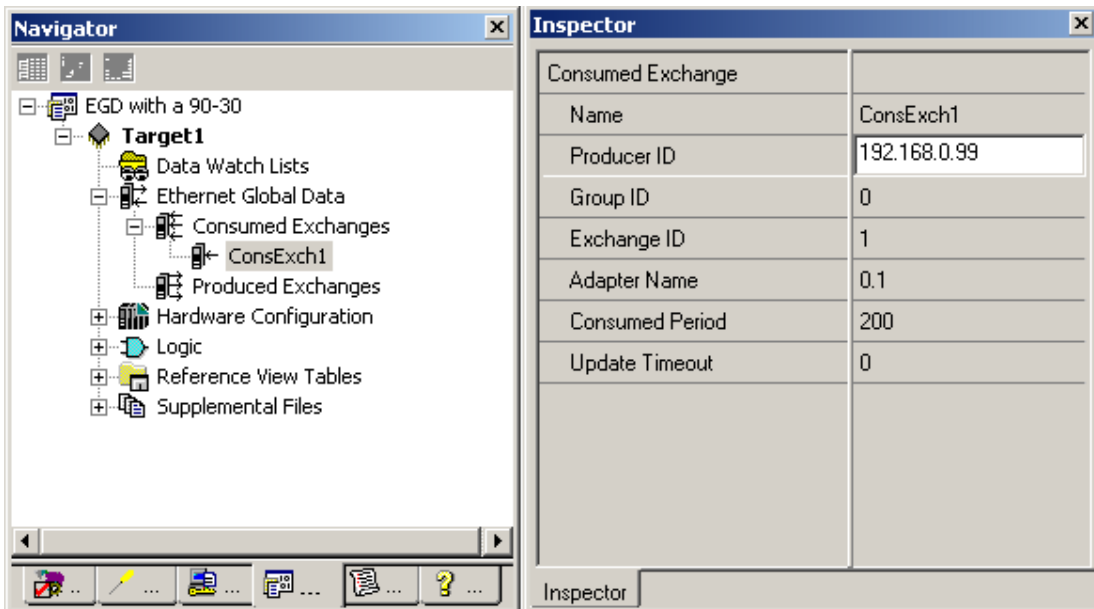 Navigator
EGD with a 90-30
Target1
Data Watch Lists
Ethernet Global Data
Consumed Exchanges
ConsExch1
Produced Exchanges
Hardware Configuration
Logic
Reference View Tables
Supplemental Files
.. ... ... ... ... ...
Inspector
Consumed Exchange
Name ConsExch1
Producer ID 192.168.0.99
Group ID 0
Exchange ID 1
Adapter Name 0.1
Consumed Period 200
Update Timeout 0
Inspector